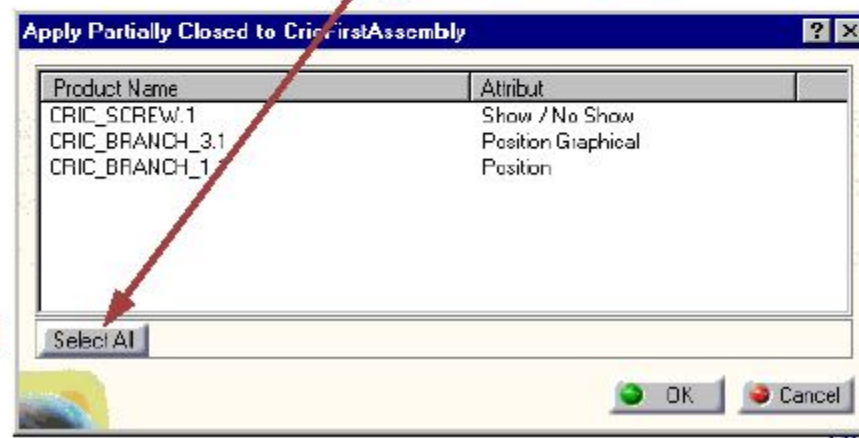 Apply Partially Closed to CricFirstAssembly
Product Name Attribut
CRIC_SCREW.1 Show / No Show
CRIC_BRANCH_3.1 Position Graphical
CRIC_BRANCH_1.1 Position
Select All
OK Cancel